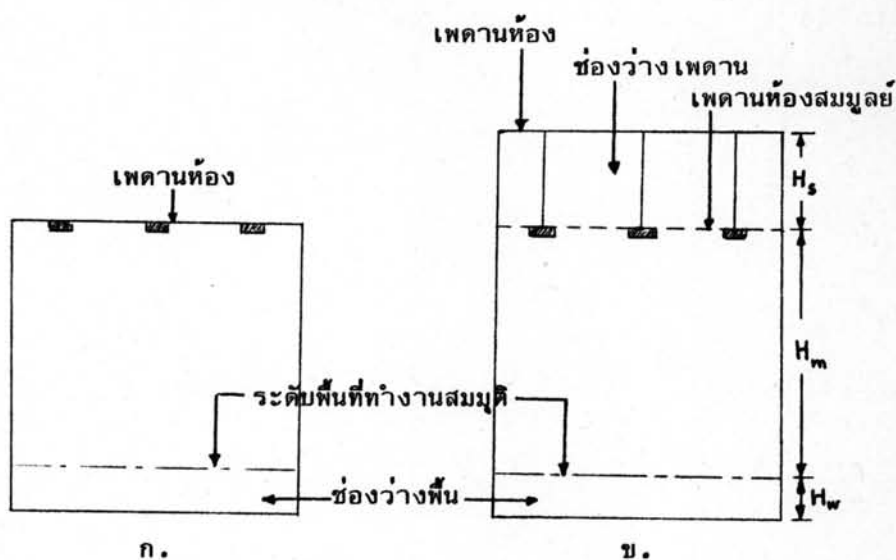 เพดานห้อง
ช่องว่าง เพดาน
เพดานห้องสมมูลย์
เพดานห้อง
H_s
H_m
ระดับพื้นที่ทำงานสมมุติ
ช่องว่างพื้น
H_w
ก.
ข.